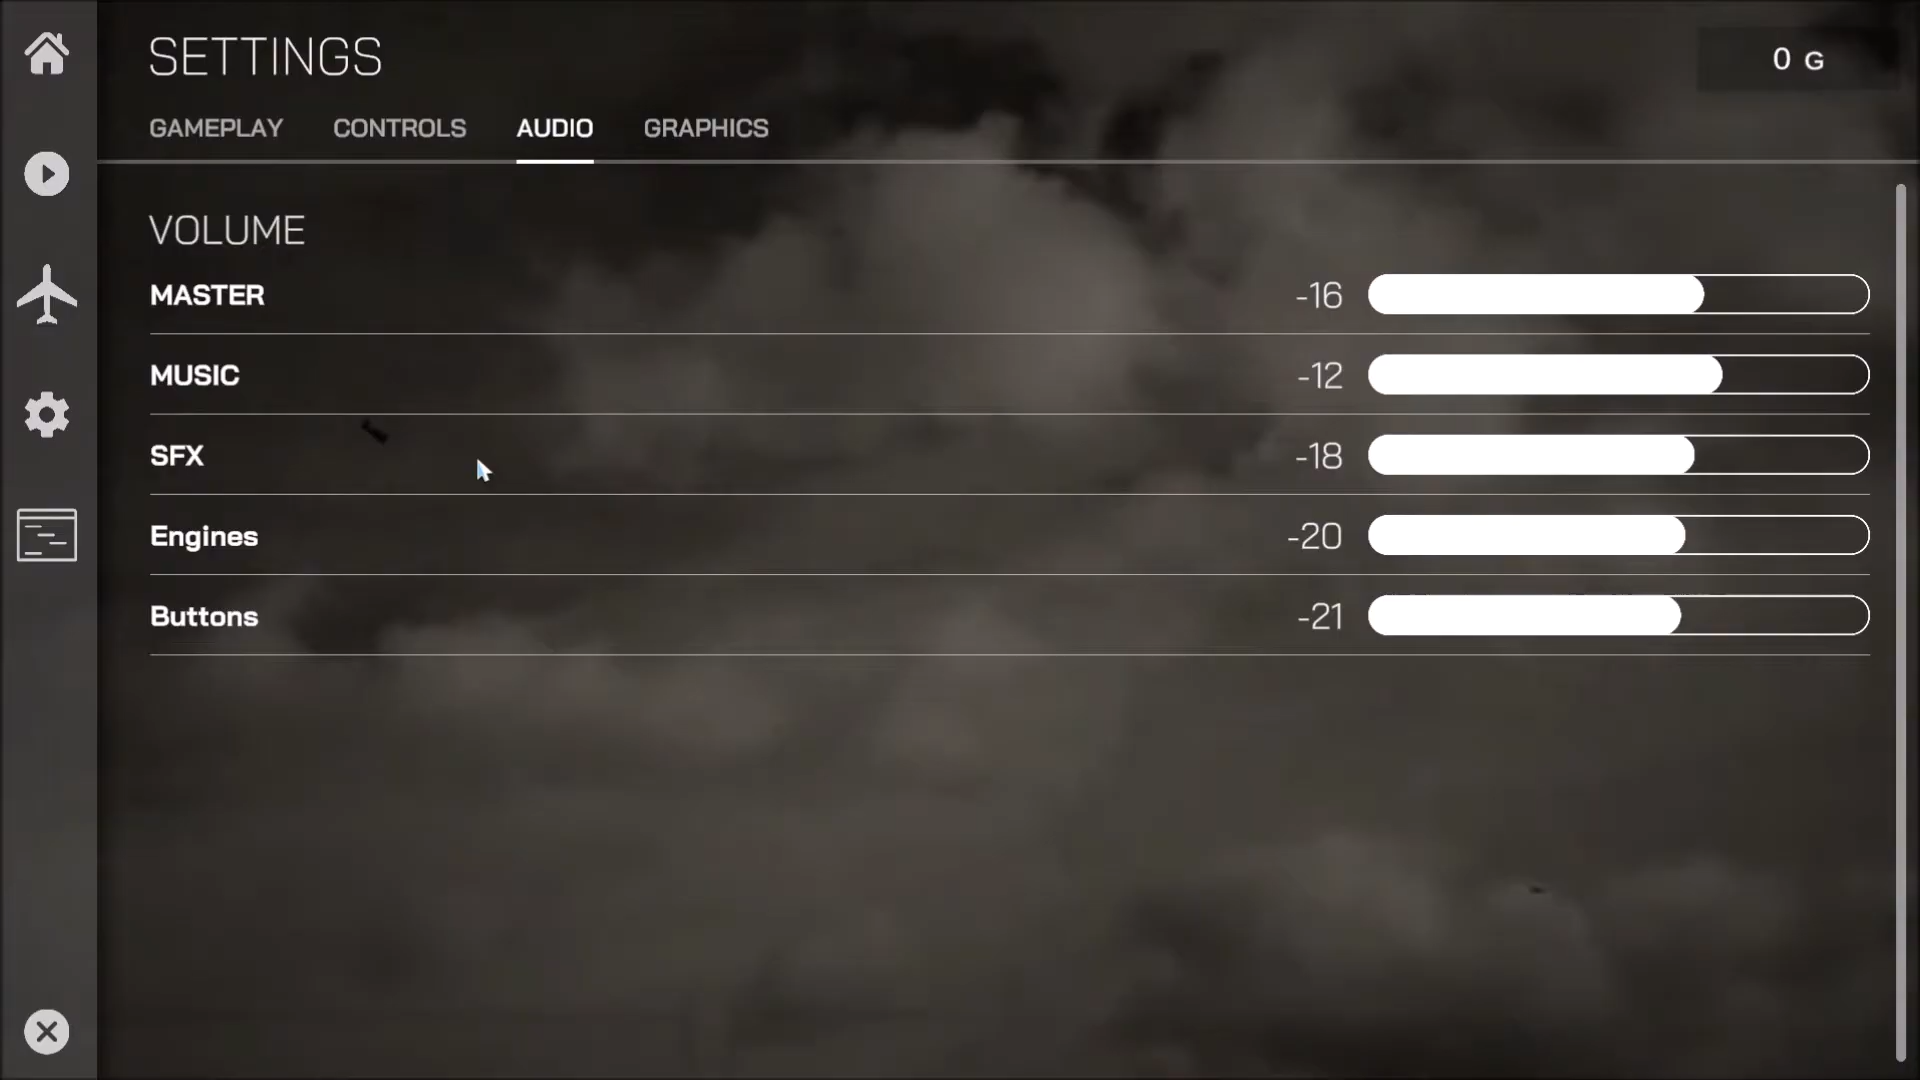 SETTINGS
0 G
GAMEPLAY CONTROLS AUDIO GRAPHICS
VOLUME
MASTER -16
MUSIC -12
SFX -18
Engines -20
Buttons -21